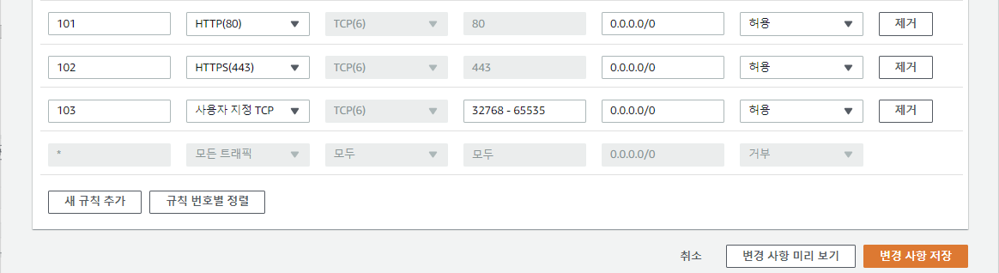 101 HTTP(80) TCP(6) 80 0.0.0.0/0 허용 제거
102 HTTPS(443) TCP(6) 443 0.0.0.0/0 허용 제거
103 사용자 지정 TCP TCP(6) 32768 - 65535 0.0.0.0/0 허용 제거
* 모든 트래픽 모두 모두 0.0.0.0/0 거부
새 규칙 추가 규칙 번호별 정렬
취소 변경 사항 미리 보기 변경 사항 저장